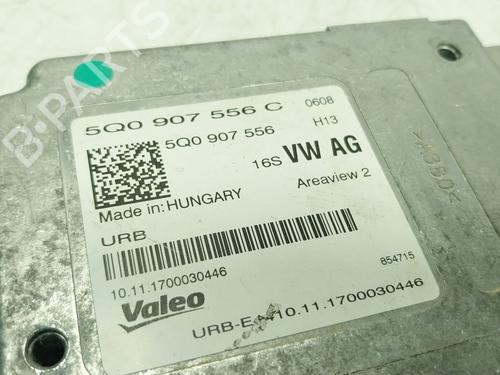 B-PARTS
5Q0 907 556 C 0608
5Q0 907 556 H13
16S VW AG
Made in: HUNGARY Areaview 2
URB
10.11.1700030446 854715
Valeo
10.11.1700030446